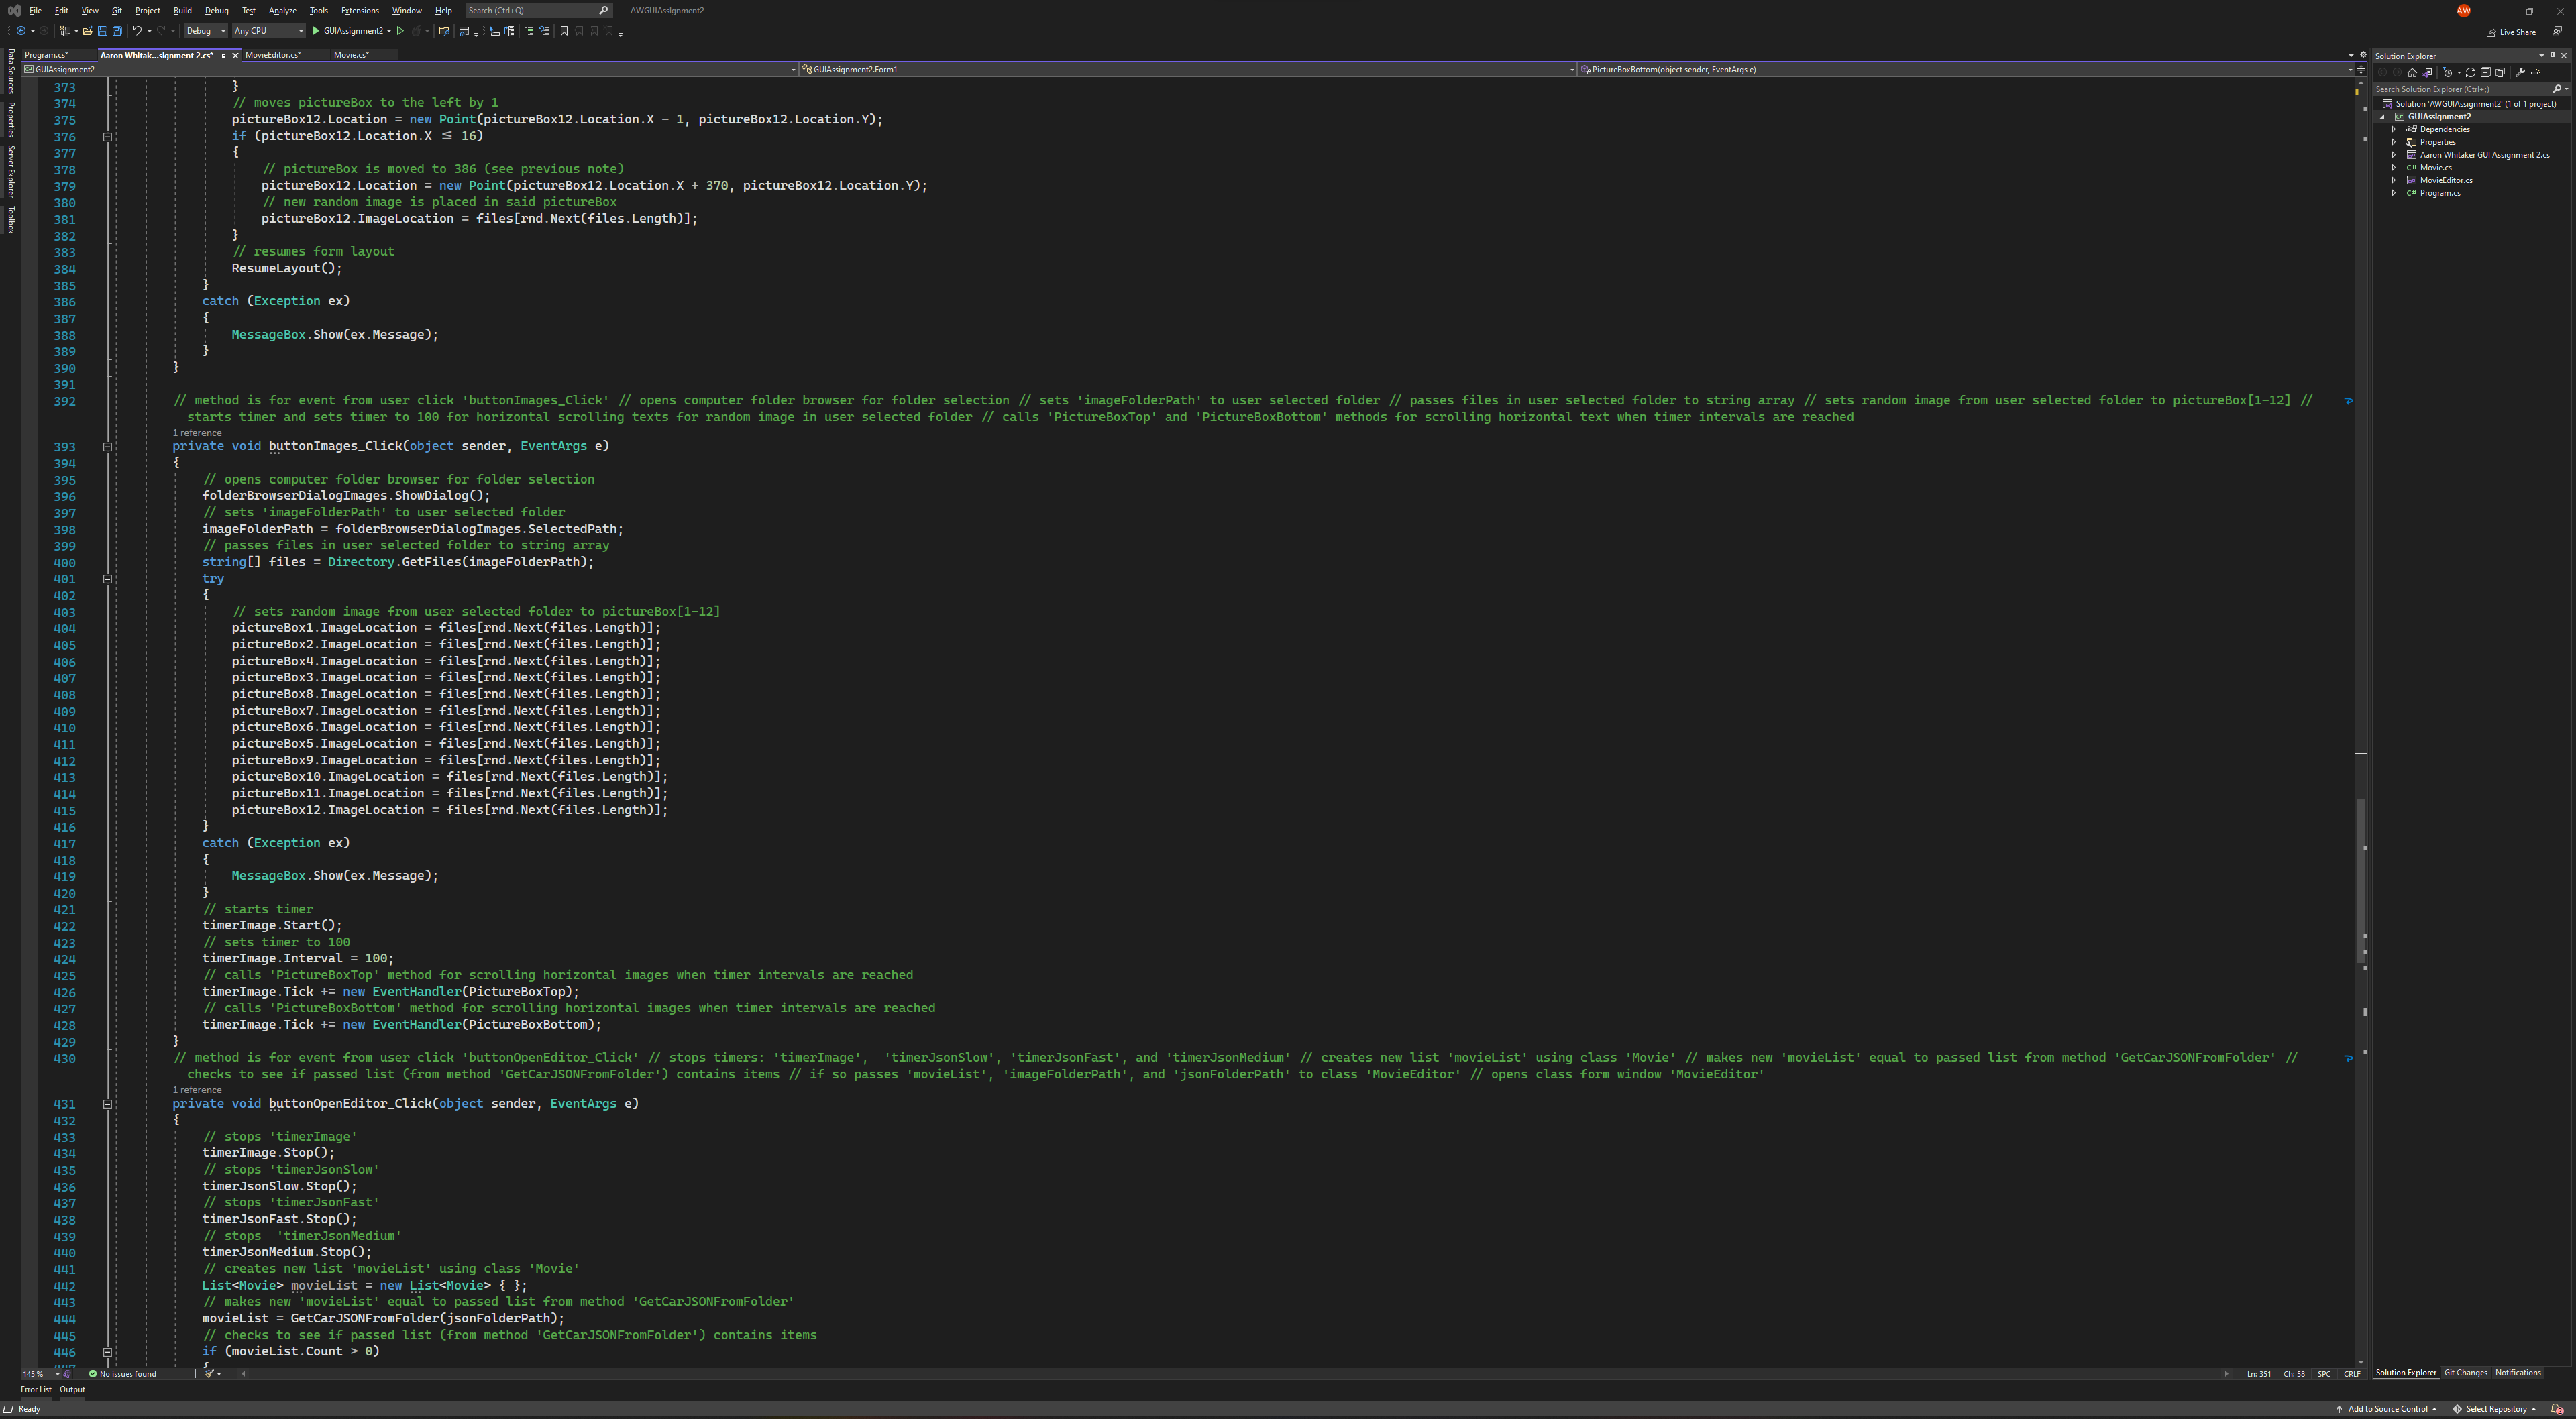 File Edit View Git Project Build Debug Test Analyze Tools Extensions Window Help Search (Ctrl+Q) AWGUIAssignment2 AW
Debug Any CPU GUIAssignment2 Live Share
Program.cs* Aaron Whitak...signment 2.cs* MovieEditor.cs* Movie.cs*
GUIAssignment2 GUIAssignment2.Form1 PictureBoxBottom(object sender, EventArgs e)
Data Sources
Properties
Server Explorer
Toolbox
373 }
374 // moves pictureBox to the left by 1
375 pictureBox12.Location = new Point(pictureBox12.Location.X - 1, pictureBox12.Location.Y);
376 if (pictureBox12.Location.X ≤ 16)
377 {
378 // pictureBox is moved to 386 (see previous note)
379 pictureBox12.Location = new Point(pictureBox12.Location.X + 370, pictureBox12.Location.Y);
380 // new random image is placed in said pictureBox
381 pictureBox12.ImageLocation = files[rnd.Next(files.Length)];
382 }
383 // resumes form layout
384 ResumeLayout();
385 }
386 catch (Exception ex)
387 {
388 MessageBox.Show(ex.Message);
389 }
390 }
391
392 // method is for event from user click 'buttonImages_Click' // opens computer folder browser for folder selection // sets 'imageFolderPath' to user selected folder // passes files in user selected folder to string array // sets random image from user selected folder to pictureBox[1-12] //
starts timer and sets timer to 100 for horizontal scrolling texts for random image in user selected folder // calls 'PictureBoxTop' and 'PictureBoxBottom' methods for scrolling horizontal text when timer intervals are reached
1 reference
393 private void buttonImages_Click(object sender, EventArgs e)
394 {
395 // opens computer folder browser for folder selection
396 folderBrowserDialogImages.ShowDialog();
397 // sets 'imageFolderPath' to user selected folder
398 imageFolderPath = folderBrowserDialogImages.SelectedPath;
399 // passes files in user selected folder to string array
400 string[] files = Directory.GetFiles(imageFolderPath);
401 try
402 {
403 // sets random image from user selected folder to pictureBox[1-12]
404 pictureBox1.ImageLocation = files[rnd.Next(files.Length)];
405 pictureBox2.ImageLocation = files[rnd.Next(files.Length)];
406 pictureBox4.ImageLocation = files[rnd.Next(files.Length)];
407 pictureBox3.ImageLocation = files[rnd.Next(files.Length)];
408 pictureBox8.ImageLocation = files[rnd.Next(files.Length)];
409 pictureBox7.ImageLocation = files[rnd.Next(files.Length)];
410 pictureBox6.ImageLocation = files[rnd.Next(files.Length)];
411 pictureBox5.ImageLocation = files[rnd.Next(files.Length)];
412 pictureBox9.ImageLocation = files[rnd.Next(files.Length)];
413 pictureBox10.ImageLocation = files[rnd.Next(files.Length)];
414 pictureBox11.ImageLocation = files[rnd.Next(files.Length)];
415 pictureBox12.ImageLocation = files[rnd.Next(files.Length)];
416 }
417 catch (Exception ex)
418 {
419 MessageBox.Show(ex.Message);
420 }
421 // starts timer
422 timerImage.Start();
423 // sets timer to 100
424 timerImage.Interval = 100;
425 // calls 'PictureBoxTop' method for scrolling horizontal images when timer intervals are reached
426 timerImage.Tick += new EventHandler(PictureBoxTop);
427 // calls 'PictureBoxBottom' method for scrolling horizontal images when timer intervals are reached
428 timerImage.Tick += new EventHandler(PictureBoxBottom);
429 }
430 // method is for event from user click 'buttonOpenEditor_Click' // stops timers: 'timerImage',  'timerJsonSlow', 'timerJsonFast', and 'timerJsonMedium' // creates new list 'movieList' using class 'Movie' // makes new 'movieList' equal to passed list from method 'GetCarJSONFromFolder' //
checks to see if passed list (from method 'GetCarJSONFromFolder') contains items // if so passes 'movieList', 'imageFolderPath', and 'jsonFolderPath' to class 'MovieEditor' // opens class form window 'MovieEditor'
1 reference
431 private void buttonOpenEditor_Click(object sender, EventArgs e)
432 {
433 // stops 'timerImage'
434 timerImage.Stop();
435 // stops 'timerJsonSlow'
436 timerJsonSlow.Stop();
437 // stops 'timerJsonFast'
438 timerJsonFast.Stop();
439 // stops  'timerJsonMedium'
440 timerJsonMedium.Stop();
441 // creates new list 'movieList' using class 'Movie'
442 List<Movie> movieList = new List<Movie> { };
443 // makes new 'movieList' equal to passed list from method 'GetCarJSONFromFolder'
444 movieList = GetCarJSONFromFolder(jsonFolderPath);
445 // checks to see if passed list (from method 'GetCarJSONFromFolder') contains items
446 if (movieList.Count > 0)
Solution Explorer
Search Solution Explorer (Ctrl+;)
Solution 'AWGUIAssignment2' (1 of 1 project)
GUIAssignment2
Dependencies
Properties
Aaron Whitaker GUI Assignment 2.cs
C# Movie.cs
MovieEditor.cs
C# Program.cs
145 % No issues found Ln: 351 Ch: 58 SPC CRLF
Solution Explorer Git Changes Notifications
Error List Output
Ready Add to Source Control Select Repository 2